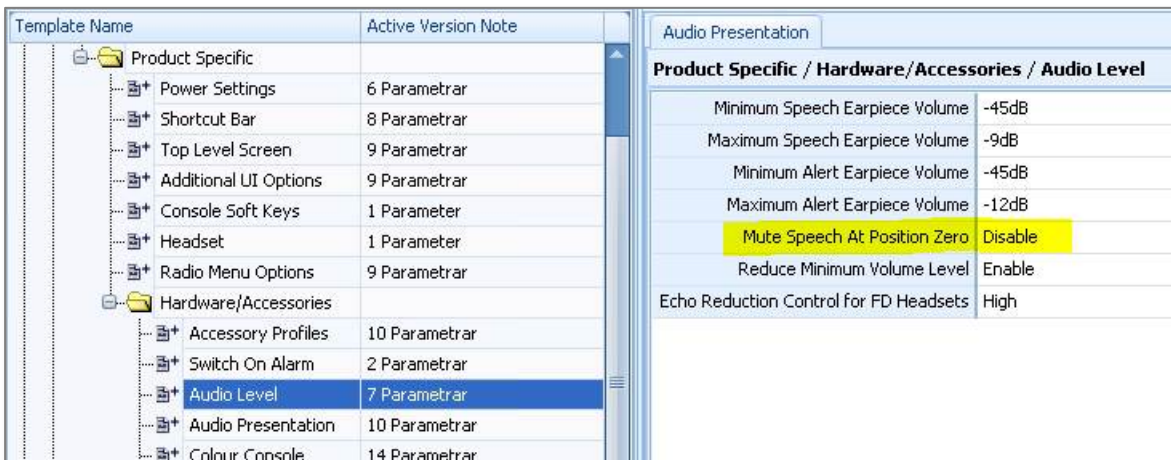 Template Name Active Version Note
Product Specific
Power Settings 6 Parametrar
Shortcut Bar 8 Parametrar
Top Level Screen 9 Parametrar
Additional UI Options 9 Parametrar
Console Soft Keys 1 Parameter
Headset 1 Parameter
Radio Menu Options 9 Parametrar
Hardware/Accessories
Accessory Profiles 10 Parametrar
Switch On Alarm 2 Parametrar
Audio Level 7 Parametrar
Audio Presentation 10 Parametrar
Colour Console 14 Parametrar
Audio Presentation
Product Specific / Hardware/Accessories / Audio Level
Minimum Speech Earpiece Volume -45dB
Maximum Speech Earpiece Volume -9dB
Minimum Alert Earpiece Volume -45dB
Maximum Alert Earpiece Volume -12dB
Mute Speech At Position Zero Disable
Reduce Minimum Volume Level Enable
Echo Reduction Control for FD Headsets High